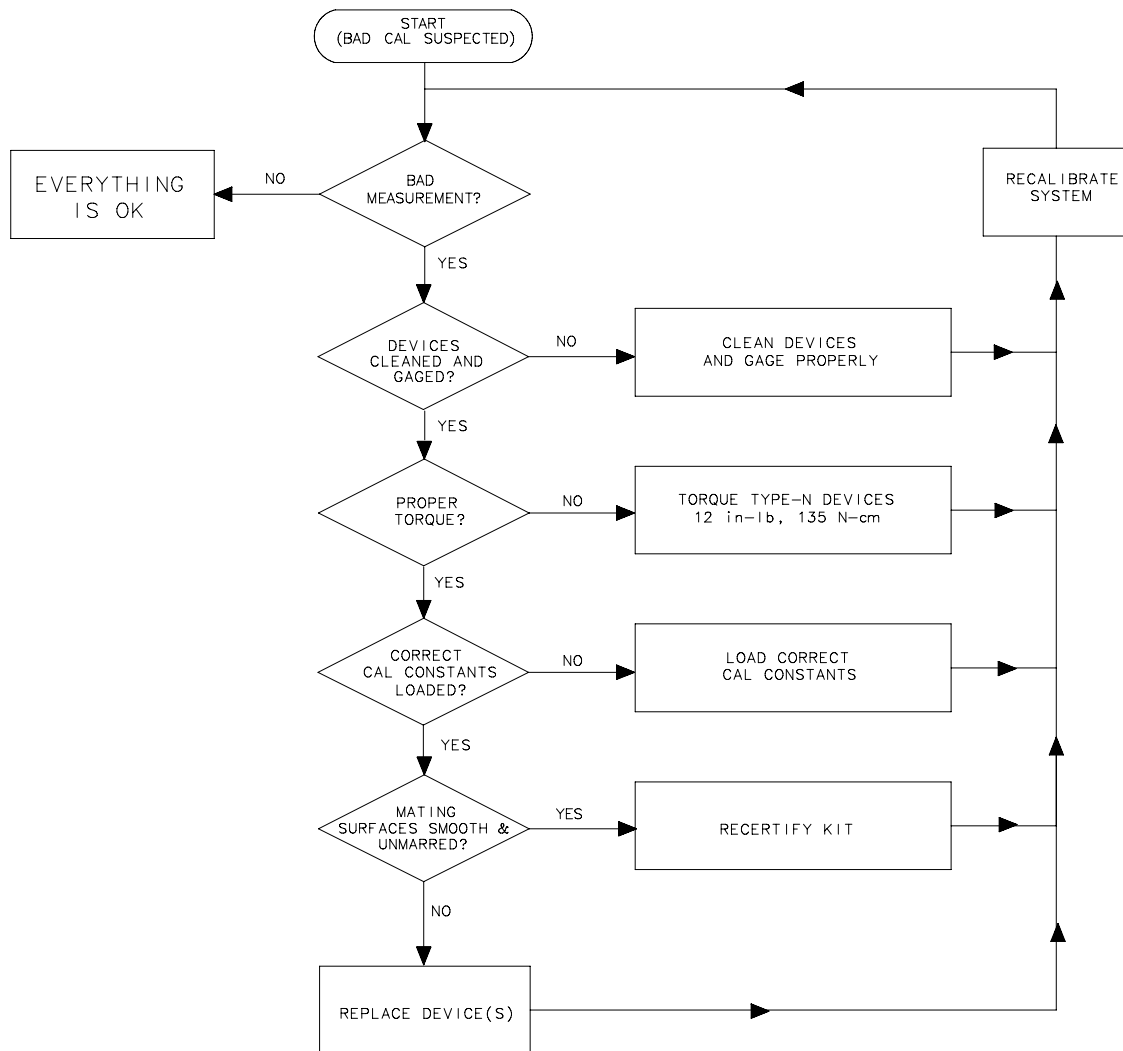 START
(BAD CAL SUSPECTED)
BAD
MEASUREMENT?
NO
EVERYTHING
IS OK
RECALIBRATE
SYSTEM
YES
DEVICES
CLEANED AND
GAGED?
NO
CLEAN DEVICES
AND GAGE PROPERLY
YES
PROPER
TORQUE?
NO
TORQUE TYPE-N DEVICES
12 in-lb, 135 N-cm
YES
CORRECT
CAL CONSTANTS
LOADED?
NO
LOAD CORRECT
CAL CONSTANTS
YES
MATING
SURFACES SMOOTH &
UNMARRED?
YES
RECERTIFY KIT
NO
REPLACE DEVICE(S)